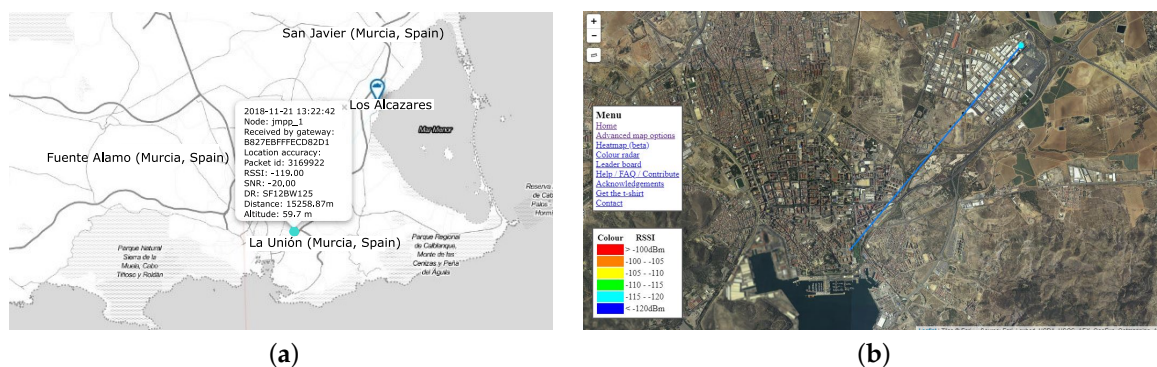 San Javier (Murcia, Spain)
Los Alcazares
Mar Menor
2018-11-21 13:22:42
Node: jmpp_1
Received by gateway:
B827EBFFFECD82D1
Location accuracy:
Packet id: 3169922
RSSI: -119,00
SNR: -20,00
DR: SF12BW125
Distance: 15258.87m
Altitude: 59.7 m
Fuente Alamo (Murcia, Spain)
La Unión (Murcia, Spain)
Reserva
de Cab
Palos -
Hormi
Parque Natural
Sierra de la
Muela, Cabo
Tiñoso y Roldán
Parque Regional
de Calblanque,
Monte de las
Cenizas y Peña
del Águila
(a)
+
−
Menu
Home
Advanced map options
Heatmap (beta)
Colour radar
Leader board
Help / FAQ / Contribute
Acknowledgements
Get the t-shirt
Contact
Colour RSSI
> -100dBm
-100 - -105
-105 - -110
-110 - -115
-115 - -120
< -120dBm
(b)